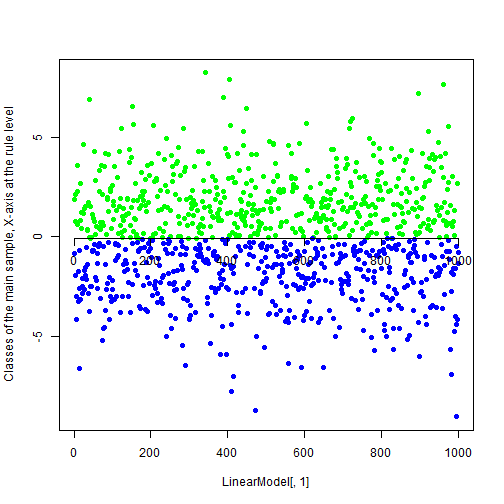 Classes of the main sample X-axis at the rule level
5
0
-5
0 200 400 600 800 1000
0 200 400 600 800 1000
LinearModel[, 1]